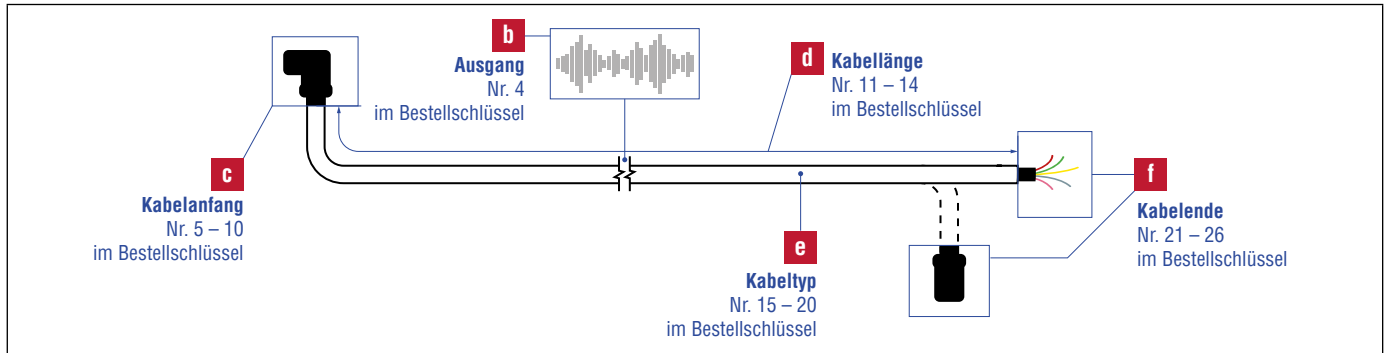 b
Ausgang
Nr. 4
im Bestellschlüssel
d
Kabellänge
Nr. 11 – 14
im Bestellschlüssel
c
Kabelanfang
Nr. 5 – 10
im Bestellschlüssel
e
Kabeltyp
Nr. 15 – 20
im Bestellschlüssel
f
Kabelende
Nr. 21 – 26
im Bestellschlüssel